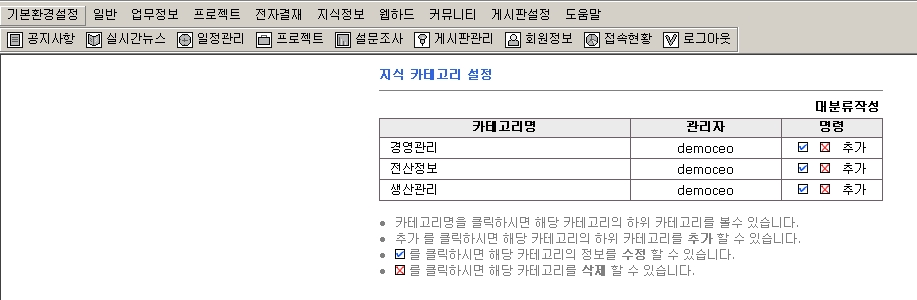 기본환경설정 일반 업무정보 프로젝트 전자결재 지식정보 웹하드 커뮤니티 게시판설정 도움말
공지사항 실시간뉴스 일정관리 프로젝트 설문조사 게시판관리 회원정보 접속현황 로그아웃
지식 카테고리 설정
대분류작성
카테고리명 관리자 명령
경영관리 democeo 추가
전산정보 democeo 추가
생산관리 democeo 추가
● 카테고리명을 클릭하시면 해당 카테고리의 하위 카테고리를 볼수 있습니다.
● 추가 를 클릭하시면 해당 카테고리의 하위 카테고리를 추가 할 수 있습니다.
● 를 클릭하시면 해당 카테고리의 정보를 수정 할 수 있습니다.
● 를 클릭하시면 해당 카테고리를 삭제 할 수 있습니다.